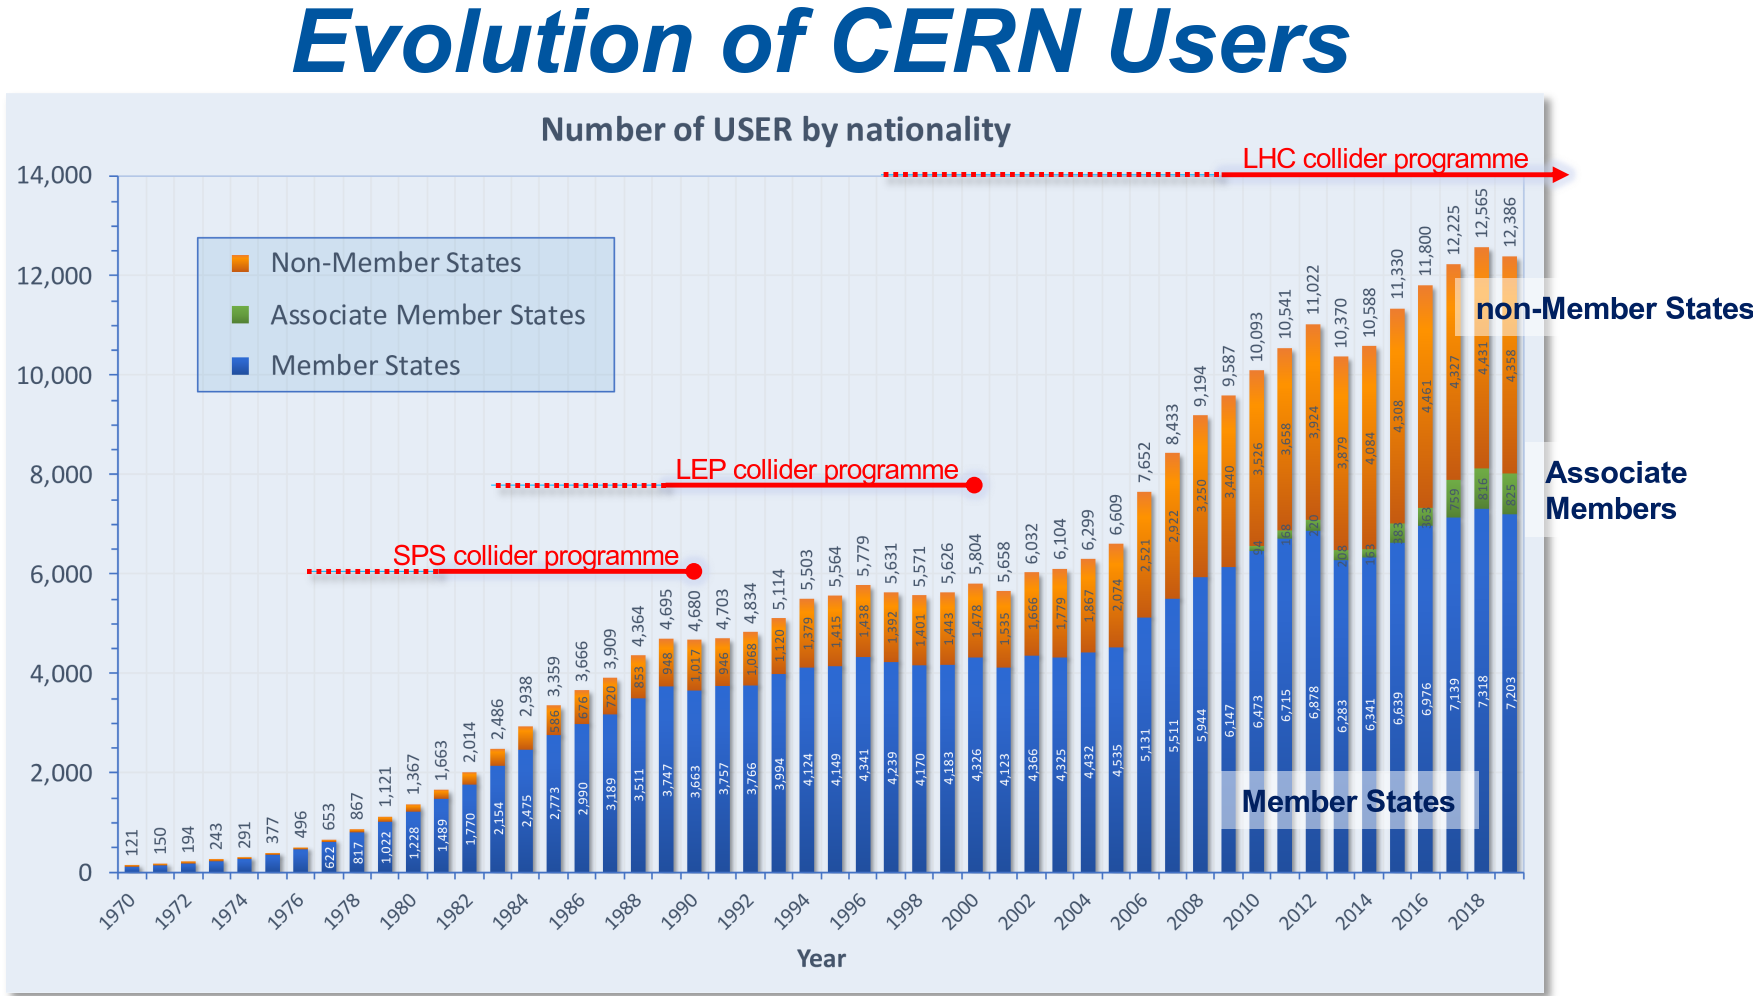 Evolution of CERN Users
Number of USER by nationality
LHC collider programme
LEP collider programme
SPS collider programme
Non-Member States
Associate Member States
Member States
non-Member States
Associate
Members
Member States
14,000
12,000
10,000
8,000
6,000
4,000
2,000
0
121 150 194 243 291 377 496 653 867 1,121 1,367 1,663 2,014 2,486 2,938 3,359 3,666 3,909 4,364 4,695 4,680 4,703 4,834 5,114 5,503 5,564 5,779 5,631 5,571 5,626 5,804 5,658 6,032 6,104 6,299 6,609 7,652 8,433 9,194 9,587 10,093 10,541 11,022 10,370 10,588 11,330 11,800 12,225 12,565 12,386
586 676 720 853 948 1,017 946 1,068 1,120 1,379 1,415 1,438 1,392 1,401 1,443 1,478 1,535 1,666 1,779 1,867 2,074 2,521 2,922 3,250 3,440 3,526 3,658 3,924 3,879 4,084 4,308 4,461 4,327 4,431 4,358
168 208 163 383 363 759 816 825
622 817 1,022 1,228 1,489 1,770 2,154 2,475 2,773 2,990 3,189 3,511 3,747 3,663 3,757 3,766 3,994 4,124 4,149 4,341 4,239 4,170 4,183 4,326 4,123 4,366 4,325 4,432 4,535 5,131 5,511 5,944 6,147 6,473 6,715 6,878 6,283 6,341 6,639 6,976 7,139 7,318 7,203
1970 1972 1974 1976 1978 1980 1982 1984 1986 1988 1990 1992 1994 1996 1998 2000 2002 2004 2006 2008 2010 2012 2014 2016 2018
Year